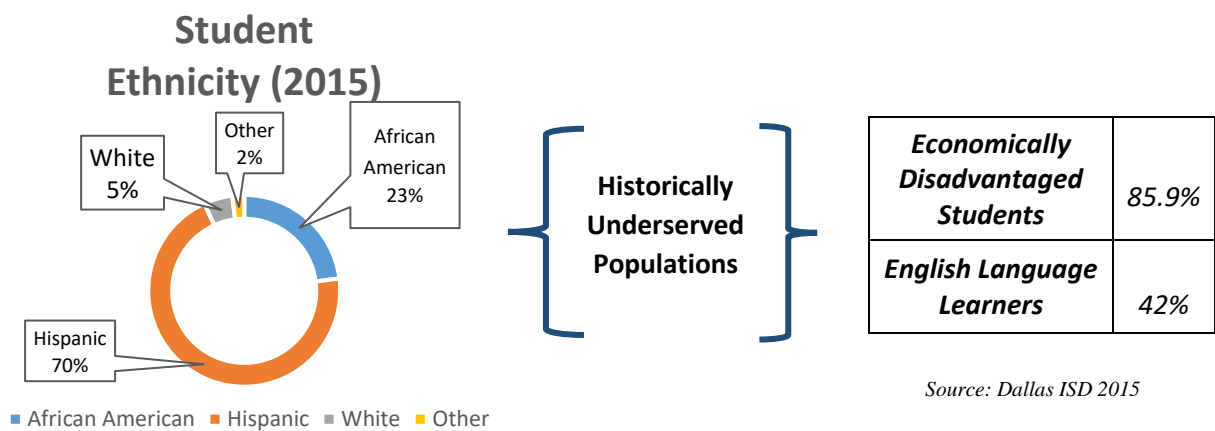 Student
Ethnicity (2015)
Other
2%
African
American
23%
White
5%
Hispanic
70%
African American Hispanic White Other
Historically
Underserved
Populations
Economically
Disadvantaged
Students
85.9%
English Language
Learners
42%
Source: Dallas ISD 2015